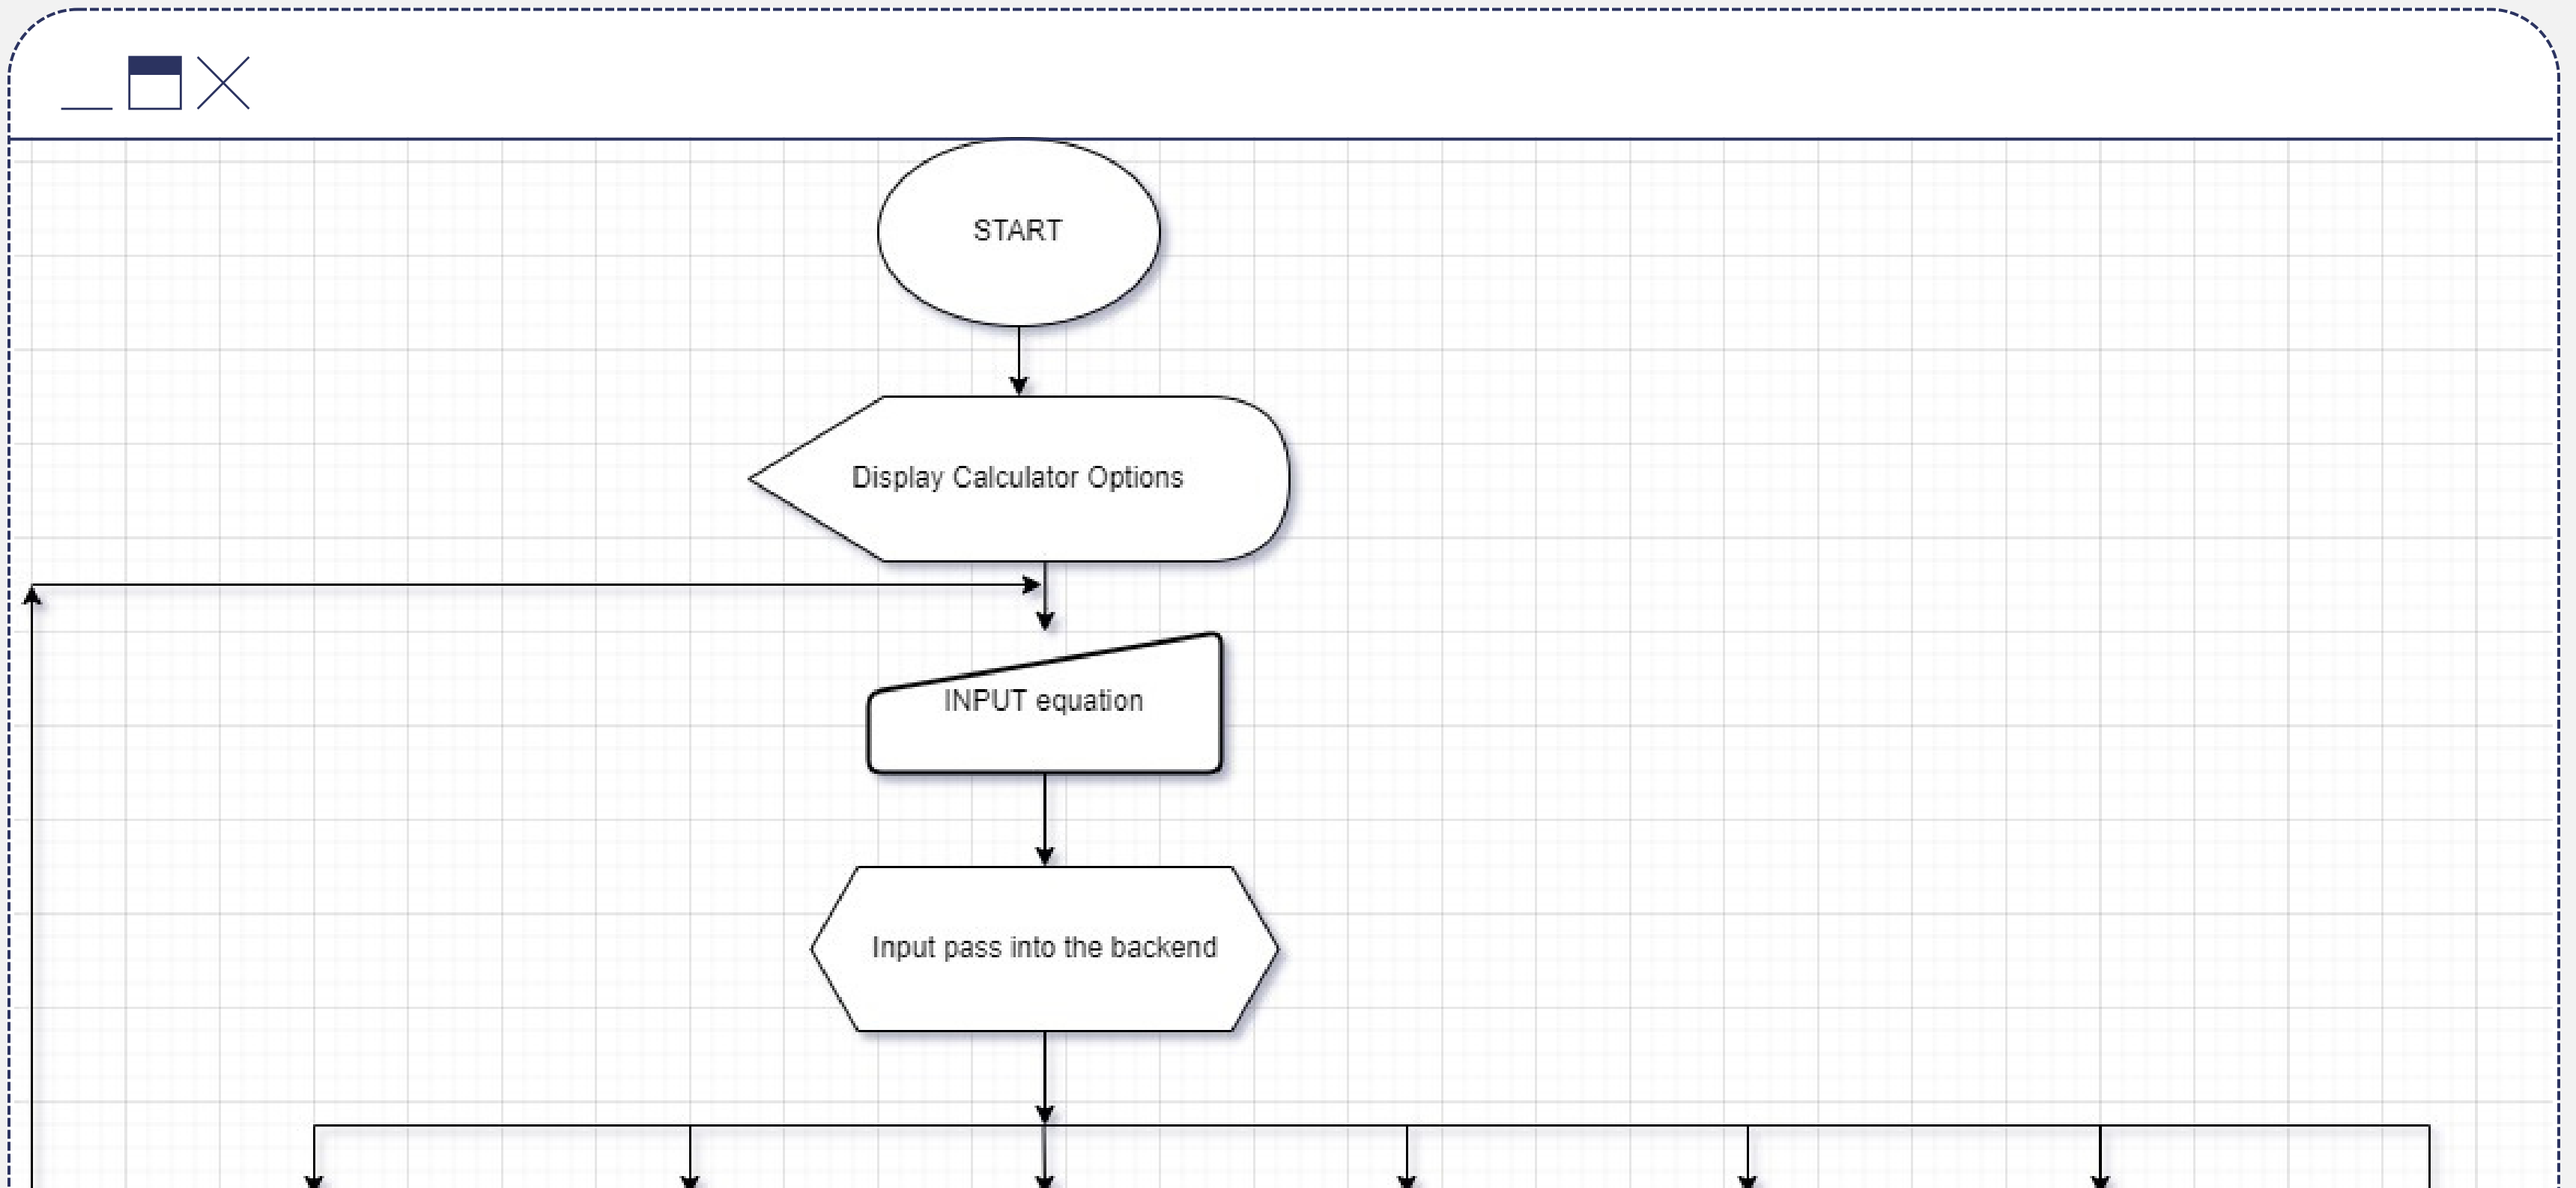 START
Display Calculator Options
INPUT equation
Input pass into the backend